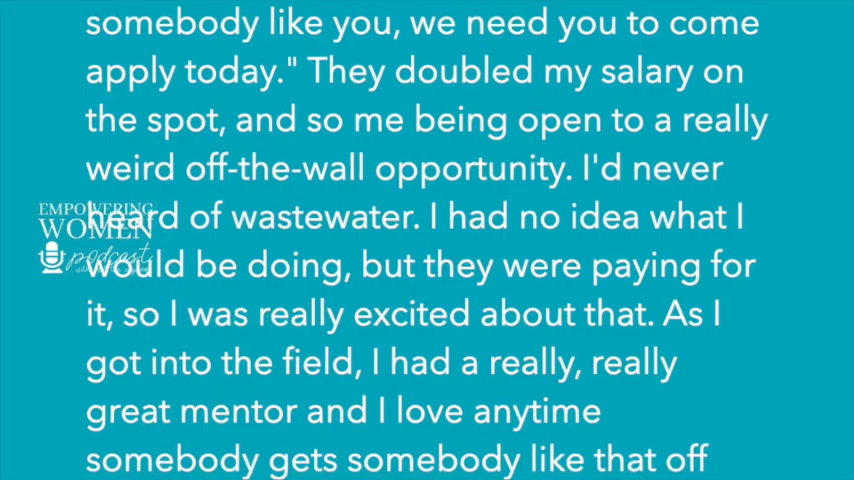 somebody like you, we need you to come
apply today." They doubled my salary on
the spot, and so me being open to a really
weird off-the-wall opportunity. I'd never
heard of wastewater. I had no idea what I
would be doing, but they were paying for
it, so I was really excited about that. As I
got into the field, I had a really, really
great mentor and I love anytime
somebody gets somebody like that off
EMPOWERING
WOMEN
podcast